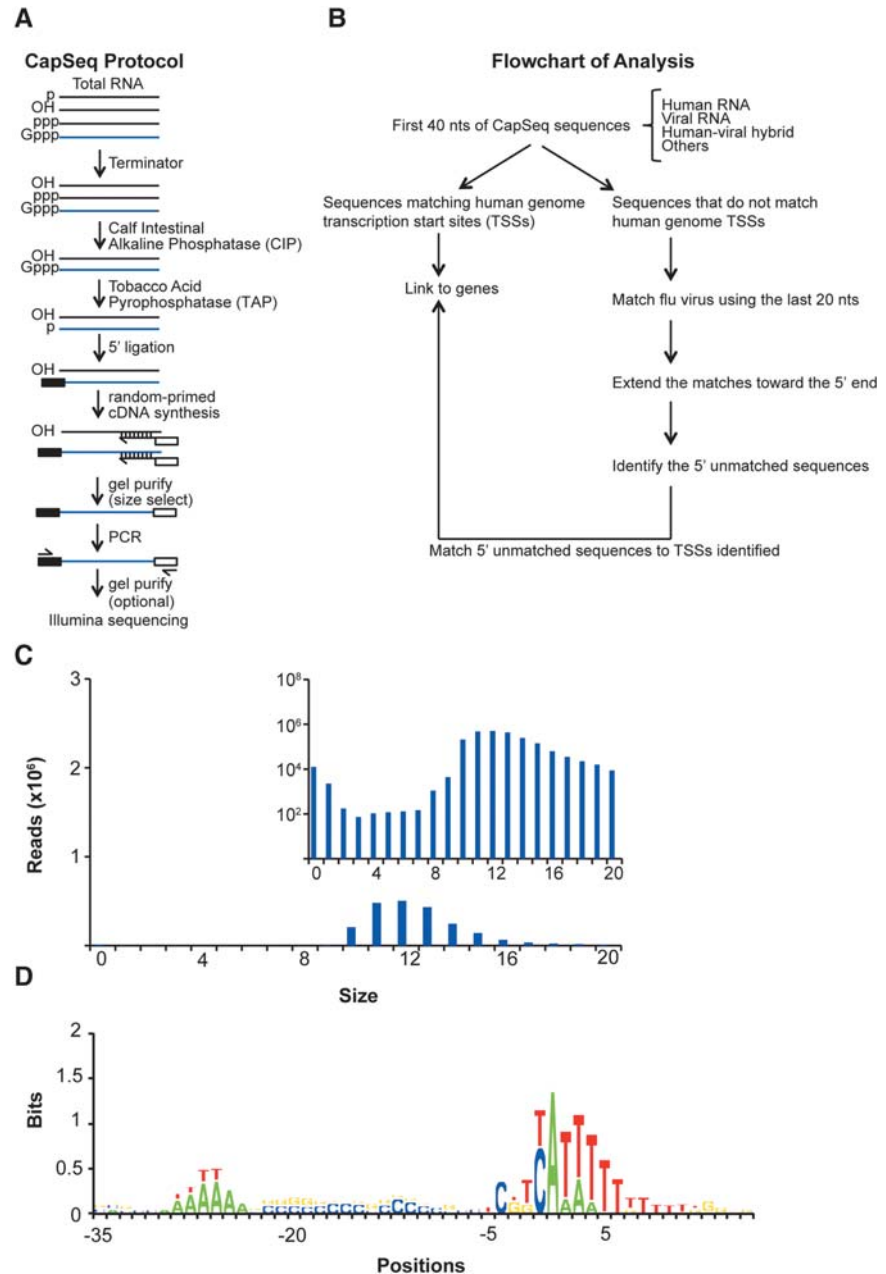 A
CapSeq Protocol
Total RNA
p
OH
ppp
Gppp
Terminator
OH
ppp
Gppp
Calf Intestinal
Alkaline Phosphatase (CIP)
OH
Gppp
Tobacco Acid
Pyrophosphatase (TAP)
OH
p
5' ligation
OH
random-primed
cDNA synthesis
OH
gel purify
(size select)
PCR
gel purify
(optional)
Illumina sequencing
B
Flowchart of Analysis
First 40 nts of CapSeq sequences
Human RNA
Viral RNA
Human-viral hybrid
Others
Sequences matching human genome
transcription start sites (TSSs)
Sequences that do not match
human genome TSSs
Link to genes
Match flu virus using the last 20 nts
Extend the matches toward the 5' end
Identify the 5' unmatched sequences
Match 5' unmatched sequences to TSSs identified
C
Reads (x10⁶)
3
2
1
0 4 8 12 16 20
Size
10⁸
10⁶
10⁴
10²
0 4 8 12 16 20
D
Bits
2
1.5
1
0.5
0
-35 -20 -5 5
Positions